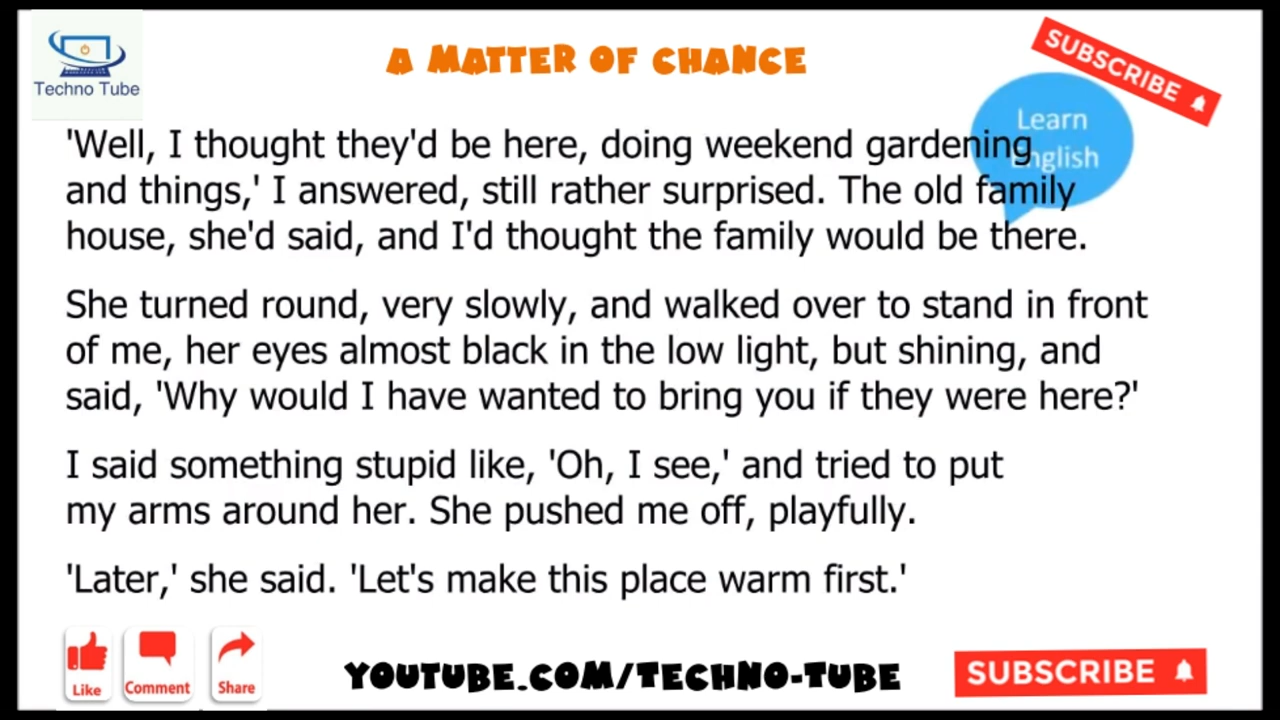 Techno Tube
A MATTER OF CHANCE
SUBSCRIBE
Learn
English
'Well, I thought they'd be here, doing weekend gardening
and things,' I answered, still rather surprised. The old family
house, she'd said, and I'd thought the family would be there.
She turned round, very slowly, and walked over to stand in front
of me, her eyes almost black in the low light, but shining, and
said, 'Why would I have wanted to bring you if they were here?'
I said something stupid like, 'Oh, I see,' and tried to put
my arms around her. She pushed me off, playfully.
'Later,' she said. 'Let's make this place warm first.'
Like
Comment
Share
YOUTUBE.COM/TECHNO-TUBE
SUBSCRIBE